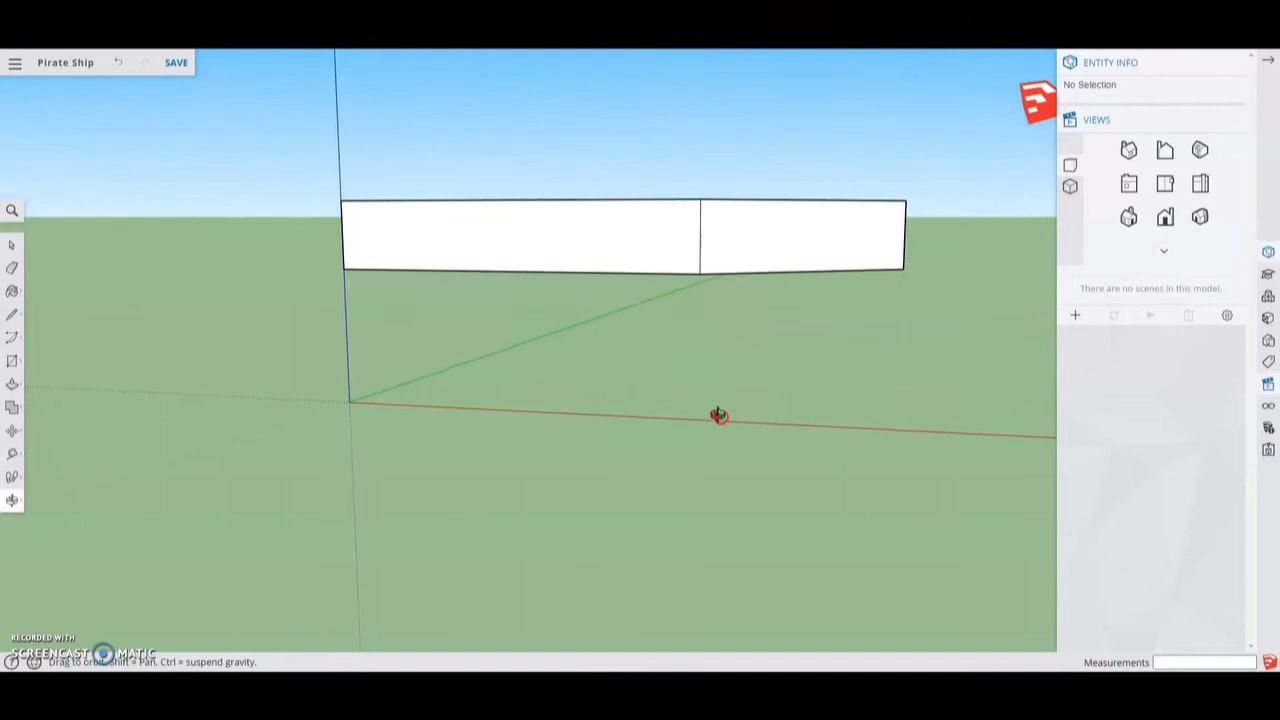 Pirate Ship SAVE
ENTITY INFO
No Selection
VIEWS
There are no scenes in this model.
RECORDED WITH
SCREENCAST MATIC
Drag to orbit. Shift = Pan, Ctrl = suspend gravity.
Measurements